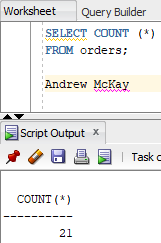 Worksheet Query Builder
SELECT COUNT (*)
FROM orders;
Andrew McKay
Script Output x
Task c
COUNT(*)
----------
21